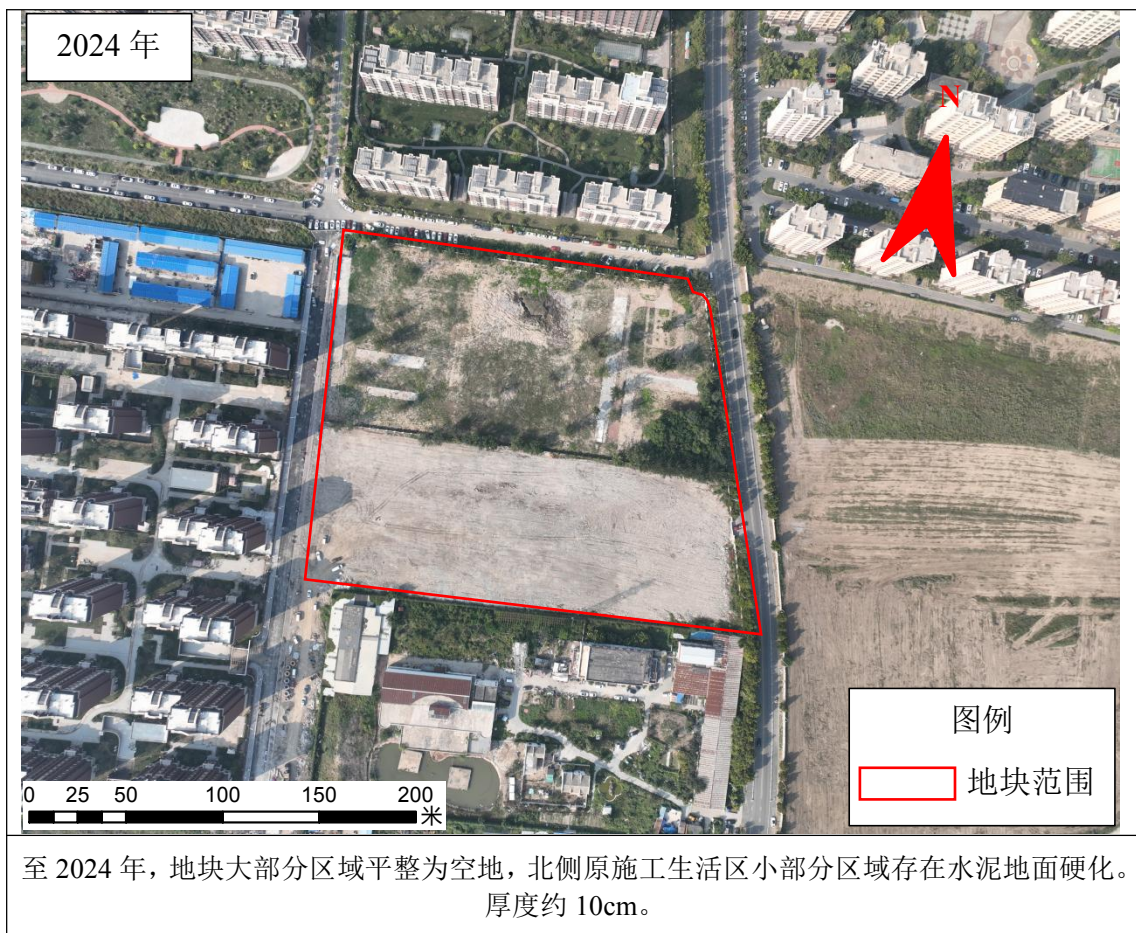 2024 年
N
图例
地块范围
0 25 50 100 150 200
米
至 2024 年，地块大部分区域平整为空地，北侧原施工生活区小部分区域存在水泥地面硬化。
厚度约 10cm。